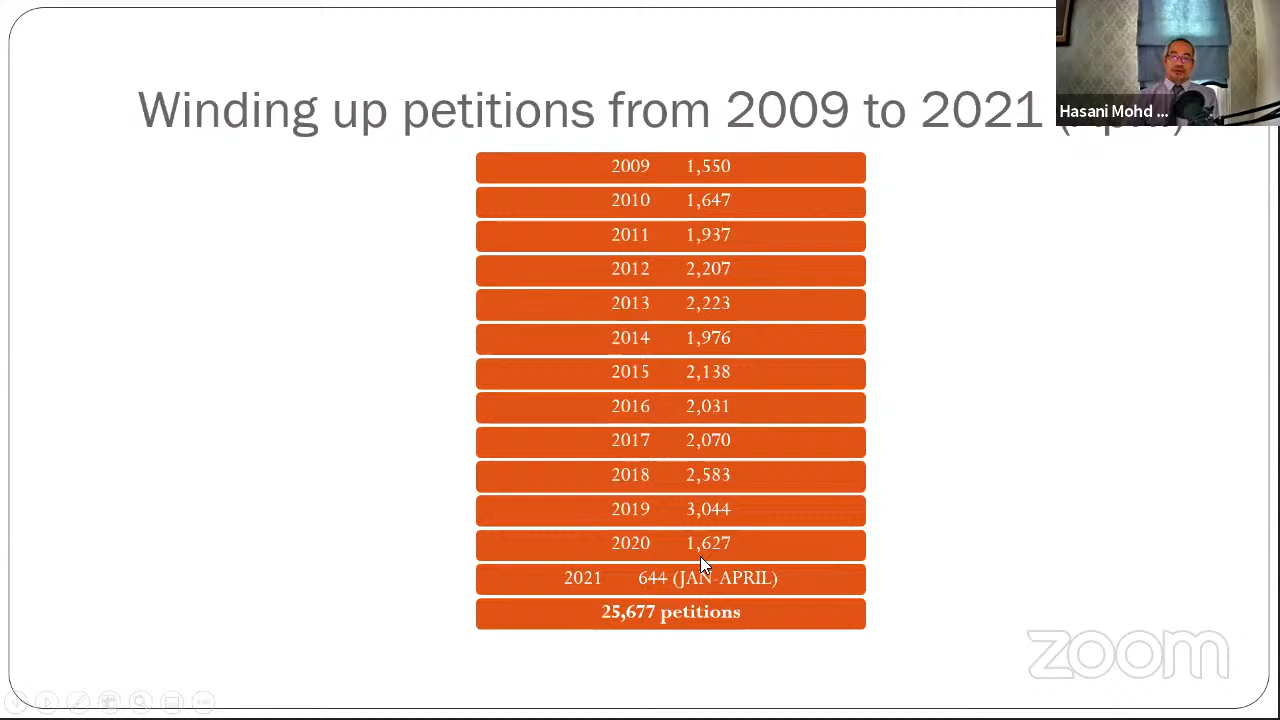 Winding up petitions from 2009 to 2021
Hasani Mohd ...
2009 1,550
2010 1,647
2011 1,937
2012 2,207
2013 2,223
2014 1,976
2015 2,138
2016 2,031
2017 2,070
2018 2,583
2019 3,044
2020 1,627
2021 644 (JAN-APRIL)
25,677 petitions
zoom